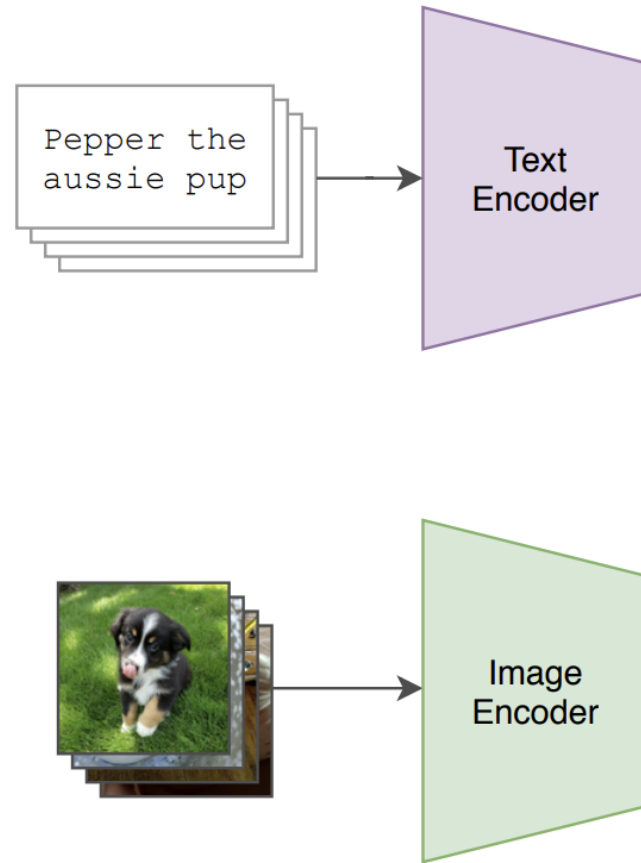 Pepper the
aussie pup
Text
Encoder
Image
Encoder